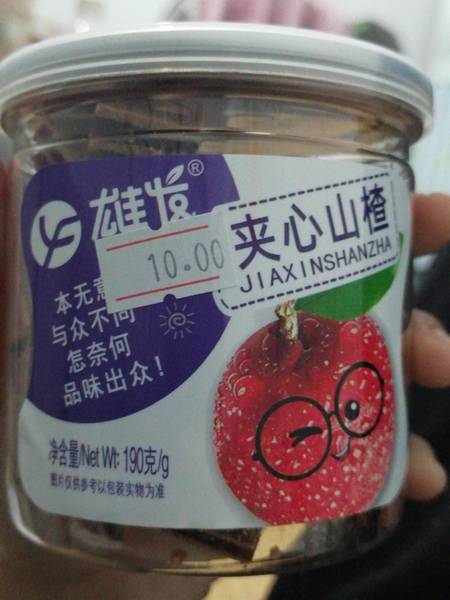 雄发®
夹心山楂
JIAXINSHANZHA
10.00
本无意
与众不同
怎奈何
品味出众！
净含量/Net Wt: 190克/g
图片仅供参考以包装实物为准